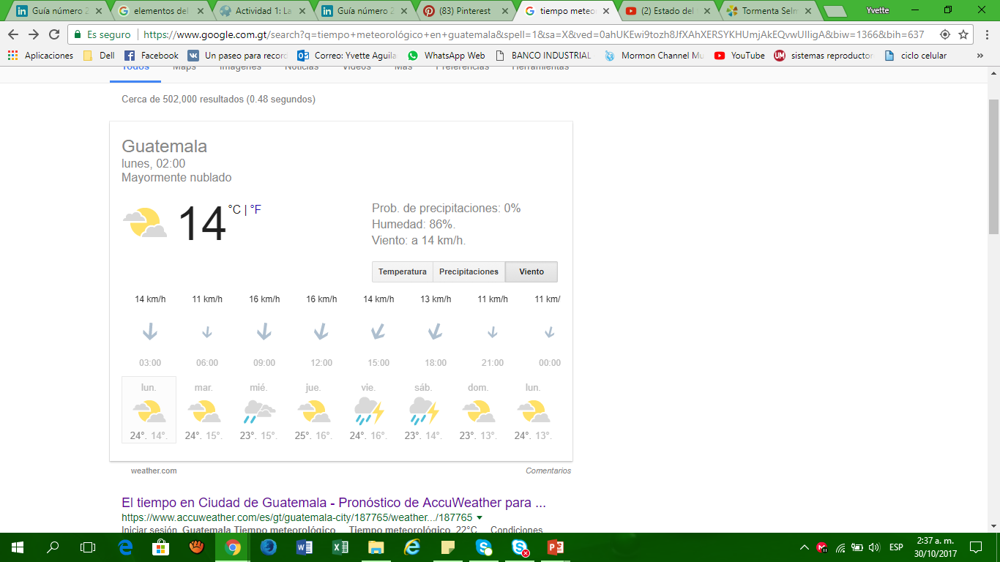 Guía número 2
elementos del
Actividad 1: La
Guía número 2
(83) Pinterest
tiempo meteor
(2) Estado del
Tormenta Selm
Yvette
Es seguro
https://www.google.com.gt/search?q=tiempo+meteorológico+en+guatemala&spell=1&sa=X&ved=0ahUKEwi9tozh8JfXAhXERSYKHUmjAkEQvwUIIigA&biw=1366&bih=637
Aplicaciones
Dell
Facebook
Un paseo para recor
Correo: Yvette Aguila
WhatsApp Web
BANCO INDUSTRIAL
Mormon Channel Mu
YouTube
sistemas reproductor
ciclo celular
»
Todos Maps Imágenes Noticias Videos Más Preferencias Herramientas
Cerca de 502,000 resultados (0.48 segundos)
Guatemala
lunes, 02:00
Mayormente nublado
14 °C | °F
Prob. de precipitaciones: 0%
Humedad: 86%.
Viento: a 14 km/h.
Temperatura Precipitaciones Viento
14 km/h 11 km/h 16 km/h 16 km/h 14 km/h 13 km/h 11 km/h 11 km/
03:00 06:00 09:00 12:00 15:00 18:00 21:00 00:00
lun. mar. mié. jue. vie. sáb. dom. lun.
24°. 14°. 24°. 15°. 23°. 15°. 25°. 16°. 24°. 16°. 23°. 14°. 23°. 13°. 24°. 13°.
weather.com
Comentarios
El tiempo en Ciudad de Guatemala - Pronóstico de AccuWeather para ...
https://www.accuweather.com/es/gt/guatemala-city/187765/weather.../187765
Iniciar sesión. Guatemala Tiempo meteorológico Tiempo meteorológico. 22°C. Condiciones
ESP
2:37 a. m.
30/10/2017